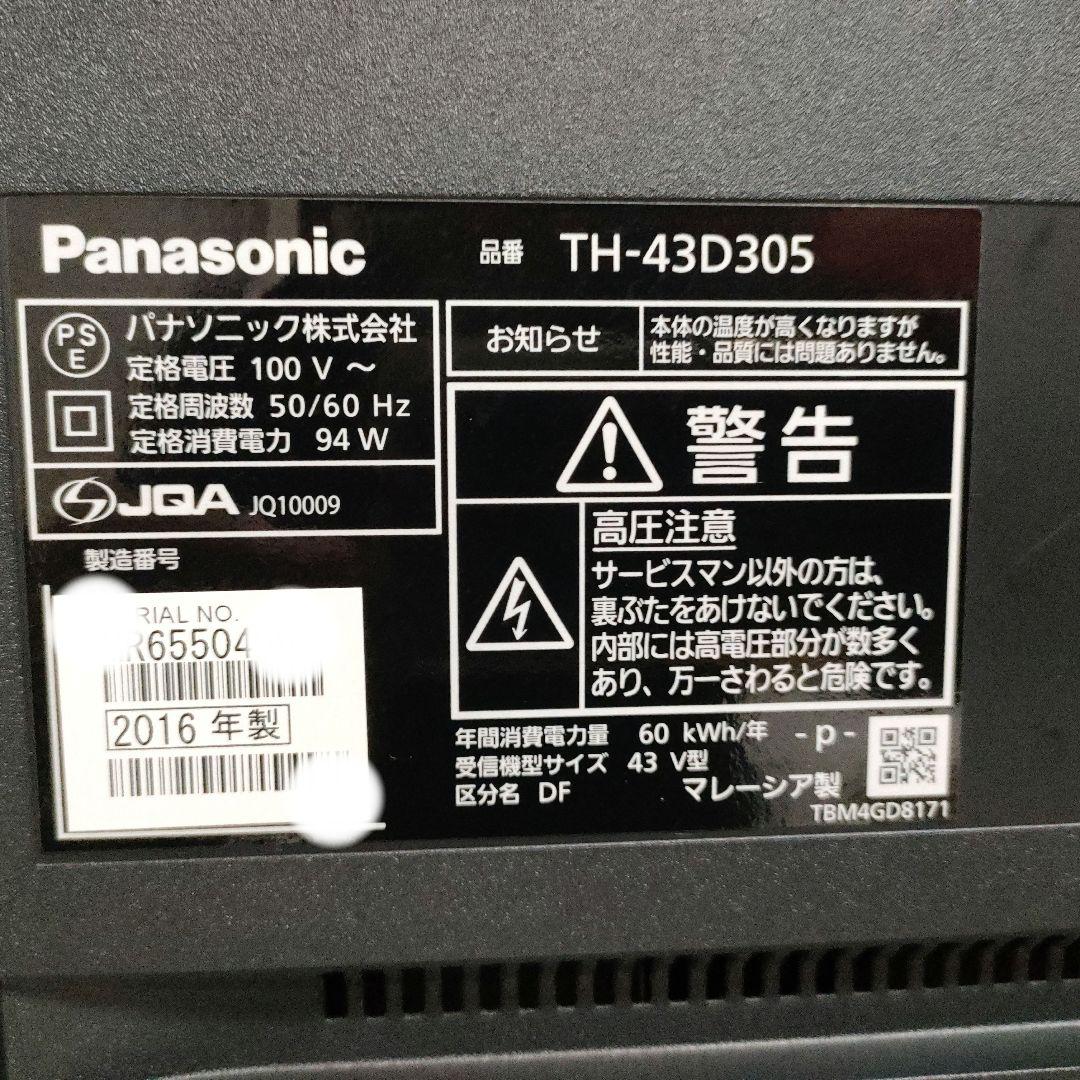 Panasonic
品番 TH-43D305
PS
E
パナソニック株式会社
定格電圧 100 V ～
定格周波数 50/60 Hz
定格消費電力 94 W
JQA JQ10009
お知らせ
本体の温度が高くなりますが
性能・品質には問題ありません。
警告
高圧注意
サービスマン以外の方は、
裏ぶたをあけないでください。
内部には高電圧部分が数多く
あり、万一さわると危険です。
製造番号
RIAL NO.
R65504
2016 年製
年間消費電力量 60 kWh/年 - p -
受信機型サイズ 43 V型
区分名 DF マレーシア製
TBM4GD8171